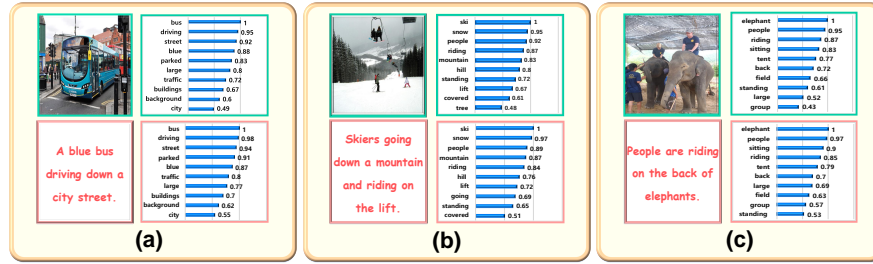 bus 1
driving 0.95
street 0.92
blue 0.88
parked 0.83
large 0.8
traffic 0.72
buildings 0.67
background 0.6
city 0.49
A blue bus
driving down a
city street.
bus 1
driving 0.98
street 0.94
parked 0.91
blue 0.87
traffic 0.8
large 0.77
buildings 0.7
background 0.62
city 0.55
(a)
ski 1
snow 0.95
people 0.92
riding 0.87
mountain 0.83
hill 0.8
standing 0.72
lift 0.67
covered 0.61
tree 0.48
Skiers going
down a mountain
and riding on
the lift.
ski 1
snow 0.97
people 0.89
mountain 0.87
riding 0.84
hill 0.76
lift 0.72
going 0.69
standing 0.65
covered 0.51
(b)
elephant 1
people 0.95
riding 0.87
sitting 0.83
tent 0.77
back 0.72
field 0.66
standing 0.61
large 0.52
group 0.43
People are riding
on the back of
elephants.
elephant 1
people 0.97
sitting 0.9
riding 0.85
tent 0.79
back 0.7
large 0.69
field 0.63
group 0.57
standing 0.53
(c)